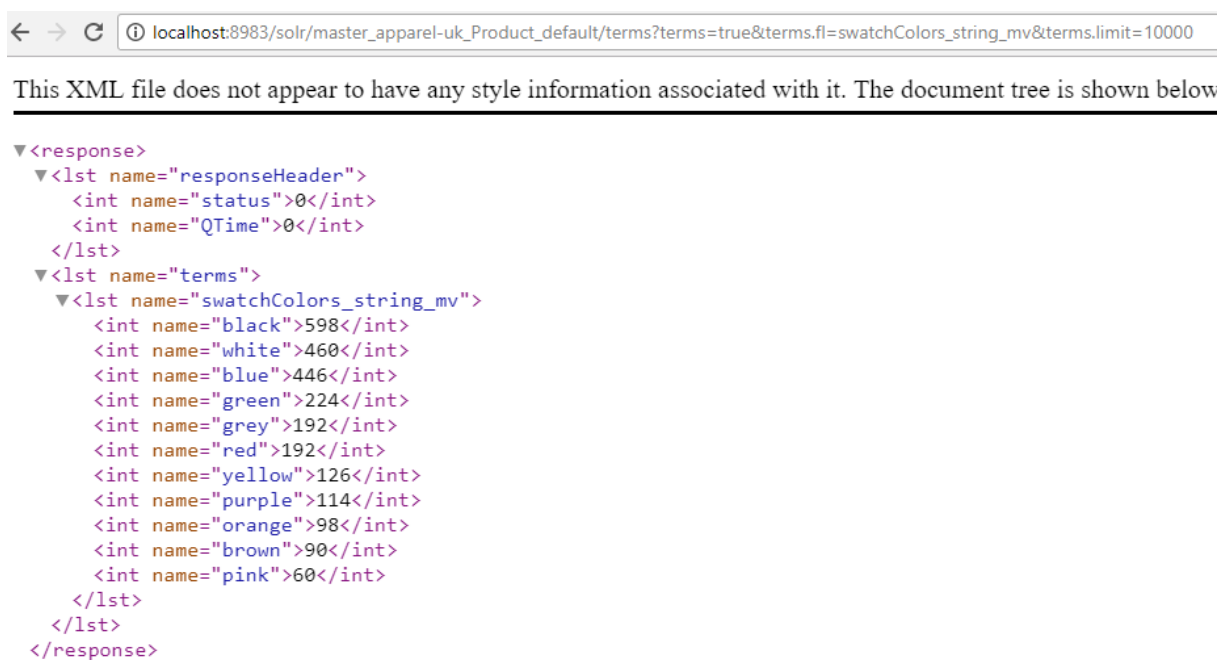 localhost:8983/solr/master_apparel-uk_Product_default/terms?terms=true&terms.fl=swatchColors_string_mv&terms.limit=10000
This XML file does not appear to have any style information associated with it. The document tree is shown below
▼<response>
▼<lst name="responseHeader">
<int name="status">0</int>
<int name="QTime">0</int>
</lst>
▼<lst name="terms">
▼<lst name="swatchColors_string_mv">
<int name="black">598</int>
<int name="white">460</int>
<int name="blue">446</int>
<int name="green">224</int>
<int name="grey">192</int>
<int name="red">192</int>
<int name="yellow">126</int>
<int name="purple">114</int>
<int name="orange">98</int>
<int name="brown">90</int>
<int name="pink">60</int>
</lst>
</lst>
</response>